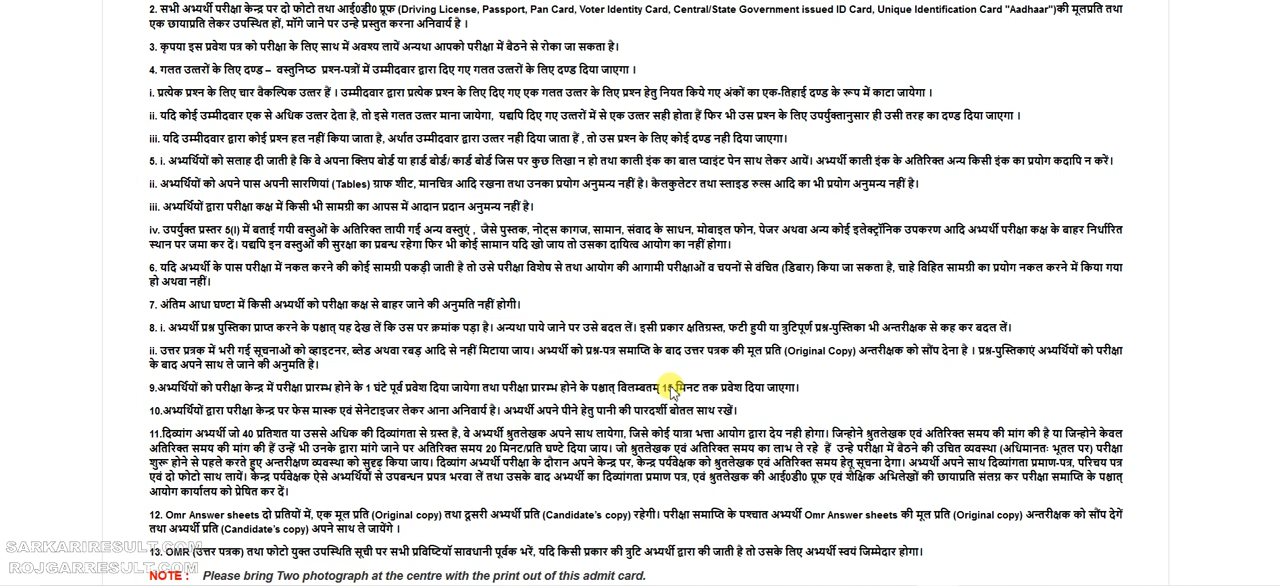 2. सभी अभ्यर्थी परीक्षा केन्द्र पर दो फोटो तथा आई0डी0 प्रूफ (Driving License, Passport, Pan Card, Voter Identity Card, Central/State Government issued ID Card, Unique Identification Card "Aadhaar")की मूलप्रति तथा
एक छायाप्रति लेकर उपस्थित हों, माँगे जाने पर उन्हे प्रस्तुत करना अनिवार्य है ।
3. कृपया इस प्रवेश पत्र को परीक्षा के लिए साथ में अवश्य लायें अन्यथा आपको परीक्षा में बैठने से रोका जा सकता है।
4. गलत उत्तरों के लिए दण्ड – वस्तुनिष्ठ प्रश्न-पत्रों में उम्मीदवार द्वारा दिए गए गलत उत्तरों के लिए दण्ड दिया जाएगा ।
i. प्रत्येक प्रश्न के लिए चार वैकल्पिक उत्तर हैं । उम्मीदवार द्वारा प्रत्येक प्रश्न के लिए दिए गए एक गलत उत्तर के लिए प्रश्न हेतु नियत किये गए अंकों का एक-तिहाई दण्ड के रूप में काटा जायेगा ।
ii. यदि कोई उम्मीदवार एक से अधिक उत्तर देता है, तो इसे गलत उत्तर माना जायेगा, यद्यपि दिए गए उत्तरों में से एक उत्तर सही होता हैं फिर भी उस प्रश्न के लिए उपर्युक्तानुसार ही उसी तरह का दण्ड दिया जाएगा ।
iii. यदि उम्मीदवार द्वारा कोई प्रश्न हल नहीं किया जाता है, अर्थात उम्मीदवार द्वारा उत्तर नही दिया जाता हैं , तो उस प्रश्न के लिए कोई दण्ड नही दिया जाएगा।
5. i. अभ्यर्थियों को सलाह दी जाती है कि वे अपना क्लिप बोर्ड या हार्ड बोर्ड/ कार्ड बोर्ड जिस पर कुछ लिखा न हो तथा काली इंक का बाल प्वाइंट पेन साथ लेकर आयें। अभ्यर्थी काली इंक के अतिरिक्त अन्य किसी इंक का प्रयोग कदापि न करें।
ii. अभ्यर्थियों को अपने पास अपनी सारणियां (Tables) ग्राफ शीट, मानचित्र आदि रखना तथा उनका प्रयोग अनुमन्य नहीं है। कैलकुलेटर तथा स्लाइड रुल्स आदि का भी प्रयोग अनुमन्य नहीं है।
iii. अभ्यर्थियों द्वारा परीक्षा कक्ष में किसी भी सामग्री का आपस में आदान प्रदान अनुमन्य नहीं है।
iv. उपर्युक्त प्रस्तर 5(I) में बताई गयी वस्तुओं के अतिरिक्त लायी गई अन्य वस्तुएं , जैसे पुस्तक, नोट्स कागज, सामान, संवाद के साधन, मोबाइल फोन, पेजर अथवा अन्य कोई इलेक्ट्रॉनिक उपकरण आदि अभ्यर्थी परीक्षा कक्ष के बाहर निर्धारित
स्थान पर जमा कर दें। यद्यपि इन वस्तुओं की सुरक्षा का प्रबन्ध रहेगा फिर भी कोई सामान यदि खो जाय तो उसका दायित्व आयोग का नहीं होगा।
6. यदि अभ्यर्थी के पास परीक्षा में नकल करने की कोई सामग्री पकड़ी जाती है तो उसे परीक्षा विशेष से तथा आयोग की आगामी परीक्षाओं व चयनों से वंचित (डिबार) किया जा सकता है, चाहे विहित सामग्री का प्रयोग नकल करने में किया गया
हो अथवा नहीं।
7. अंतिम आधा घण्टा में किसी अभ्यर्थी को परीक्षा कक्ष से बाहर जाने की अनुमति नहीं होगी।
8. i. अभ्यर्थी प्रश्न पुस्तिका प्राप्त करने के पश्चात् यह देख लें कि उस पर क्रमांक पड़ा है। अन्यथा पाये जाने पर उसे बदल लें। इसी प्रकार क्षतिग्रस्त, फटी हुयी या त्रुटिपूर्ण प्रश्न-पुस्तिका भी अन्तरीक्षक से कह कर बदल लें।
ii. उत्तर प्रत्रक में भरी गई सूचनाओं को व्हाइटनर, ब्लेड अथवा रबड़ आदि से नहीं मिटाया जाय। अभ्यर्थी को प्रश्न-पत्र समाप्ति के बाद उत्तर पत्रक की मूल प्रति (Original Copy) अन्तरीक्षक को सौंप देना है । प्रश्न-पुस्तिकाएं अभ्यर्थियों को परीक्षा
के बाद अपने साथ ले जाने की अनुमति है।
9.अभ्यर्थियों को परीक्षा केन्द्र में परीक्षा प्रारम्भ होने के 1 घंटे पूर्व प्रवेश दिया जायेगा तथा परीक्षा प्रारम्भ होने के पश्चात् विलम्बतम् मिनट तक प्रवेश दिया जाएगा।
10.अभ्यर्थियों द्वारा परीक्षा केन्द्र पर फेस मास्क एवं सेनेटाइजर लेकर आना अनिवार्य है। अभ्यर्थी अपने पीने हेतु पानी की पारदर्शी बोतल साथ रखें।
11.दिव्यांग अभ्यर्थी जो 40 प्रतिशत या उससे अधिक की दिव्यांगता से ग्रस्त है, वे अभ्यर्थी श्रुतलेखक अपने साथ लायेगा, जिसे कोई यात्रा भत्ता आयोग द्वारा देय नही होगा। जिन्होने श्रुतलेखक एवं अतिरिक्त समय की मांग की है या जिन्होने केवल
अतिरिक्त समय की मांग की हैं उन्हें भी उनके द्वारा मांगे जाने पर अतिरिक्त समय 20 मिनट/प्रति घण्टे दिया जाय। जो श्रुतलेखक एवं अतिरिक्त समय का लाभ ले रहे हैं उन्हे परीक्षा में बैठने की उचित व्यवस्था (अधिमानतः भूतल पर) परीक्षा
शुरू होने से पहले करते हुए अन्तरीक्षण व्यवस्था को सुदृढ़ किया जाय। दिव्यांग अभ्यर्थी परीक्षा के दौरान अपने केन्द्र पर, केन्द्र पर्यवेक्षक को श्रुतलेखक एवं अतिरिक्त समय हेतू सूचना देगा। अभ्यर्थी अपने साथ दिव्यांगता प्रमाण-पत्र, परिचय पत्र
एवं दो फोटो साथ लायें। केन्द्र पर्यवेक्षक ऐसे अभ्यर्थियों से उपबन्धन प्रपत्र भरवा लें तथा उसके बाद अभ्यर्थी का दिव्यांगता प्रमाण पत्र, एवं श्रुतलेखक की आई0डी0 प्रूफ एवं शैक्षिक अभिलेखों की छायाप्रति संलग्न कर परीक्षा समाप्ति के पश्चात्
आयोग कार्यालय को प्रेषित कर दें।
12. Omr Answer sheets दो प्रतियों में, एक मूल प्रति (Original copy) तथा दूसरी अभ्यर्थी प्रति (Candidate's copy) रहेगी। परीक्षा समाप्ति के पश्चात अभ्यर्थी Omr Answer sheets की मूल प्रति (Original copy) अन्तरीक्षक को सौंप देगें
तथा अभ्यर्थी प्रति (Candidate's copy) अपने साथ ले जायेंगे ।
SARKARIRESULT.COM
13. OMR (उत्तर पत्रक) तथा फोटो युक्त उपस्थिति सूची पर सभी प्रविष्टियाँ सावधानी पूर्वक भरें, यदि किसी प्रकार की त्रुटि अभ्यर्थी द्वारा की जाती है तो उसके लिए अभ्यर्थी स्वयं जिम्मेदार होगा।
ROJGARRESULT.COM
NOTE : Please bring Two photograph at the centre with the print out of this admit card.